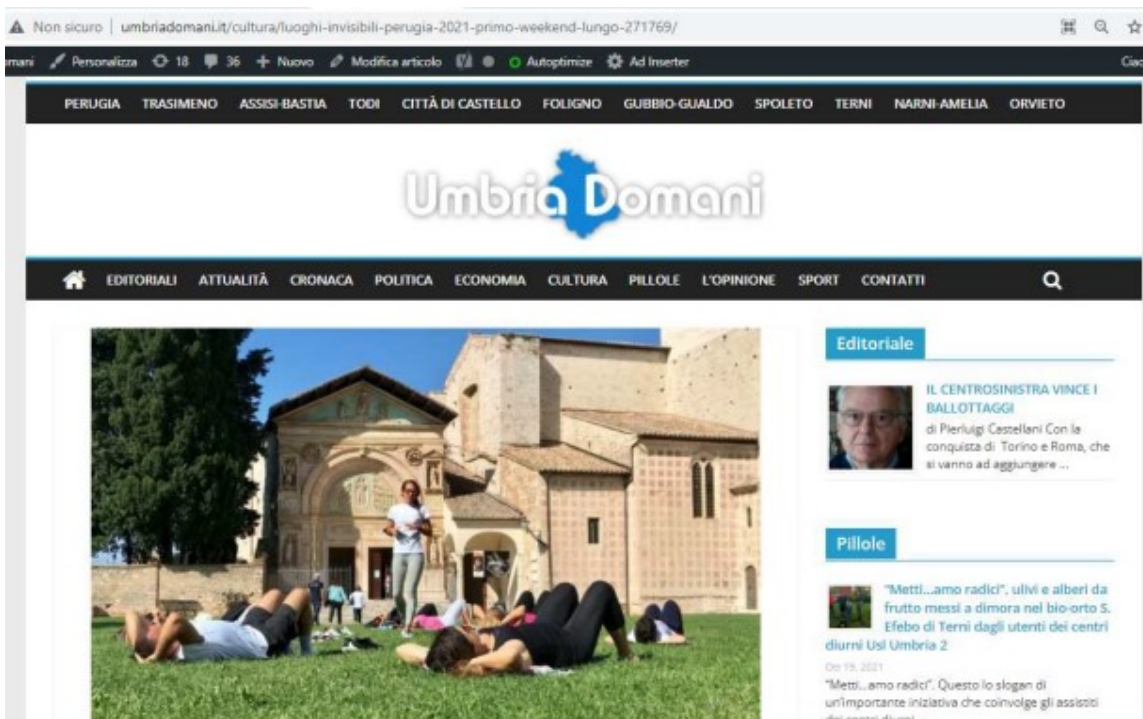 Non sicuro | umbriadomani.it/cultura/luoghi-invisibili-perugia-2021-primo-weekend-lungo-271769/
Personalizza 18 36 + Nuovo Modifica articolo Autoptimize Ad Inserter
PERUGIA TRASIMENO ASSISI-BASTIA TODI CITTÀ DI CASTELLO FOLIGNO GUBBIO-GUALDO SPOLETO TERNI NARNI-AMELIA ORVIETO
Umbria Domani
EDITORIALI ATTUALITÀ CRONACA POLITICA ECONOMIA CULTURA PILLOLE L'OPINIONE SPORT CONTATTI
Editoriale
IL CENTROSINISTRA VINCE I
BALLOTTAGGI
di Pierluigi Castellani Con la
conquista di Torino e Roma, che
si vanno ad aggiungere ...
Pillole
"Metti...amo radici", ulivi e alberi da
frutto messi a dimora nel bio-orto S.
Efebo di Terni dagli utenti dei centri
diurni Usl Umbria 2
Ott 19, 2021
"Metti...amo radici". Questo lo slogan di
un'importante iniziativa che coinvolge gli assistiti